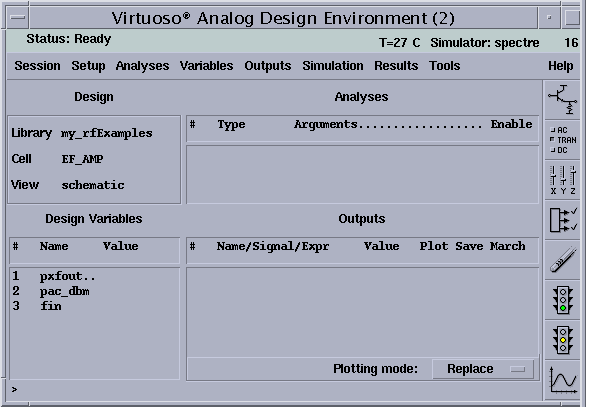 Virtuoso® Analog Design Environment (2)
Status: Ready T=27 C Simulator: spectre 16
Session Setup Analyses Variables Outputs Simulation Results Tools Help
Design
Analyses
Library my_rfExamples
Cell EF_AMP
View schematic
# Type Arguments.................. Enable
AC
TRAN
DC
X Y Z
Design Variables
Outputs
# Name Value
# Name/Signal/Expr Value Plot Save March
1 pxfout..
2 pac_dbm
3 fin
Plotting mode: Replace
>